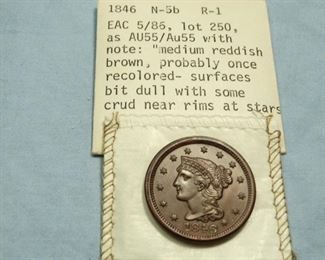 1846 N-5b R-1
EAC 5/86, lot 250,
as AU55/Au55 with
note: "medium reddish
brown, probably once
recolored- surfaces
bit dull with some
crud near rims at stars
1846